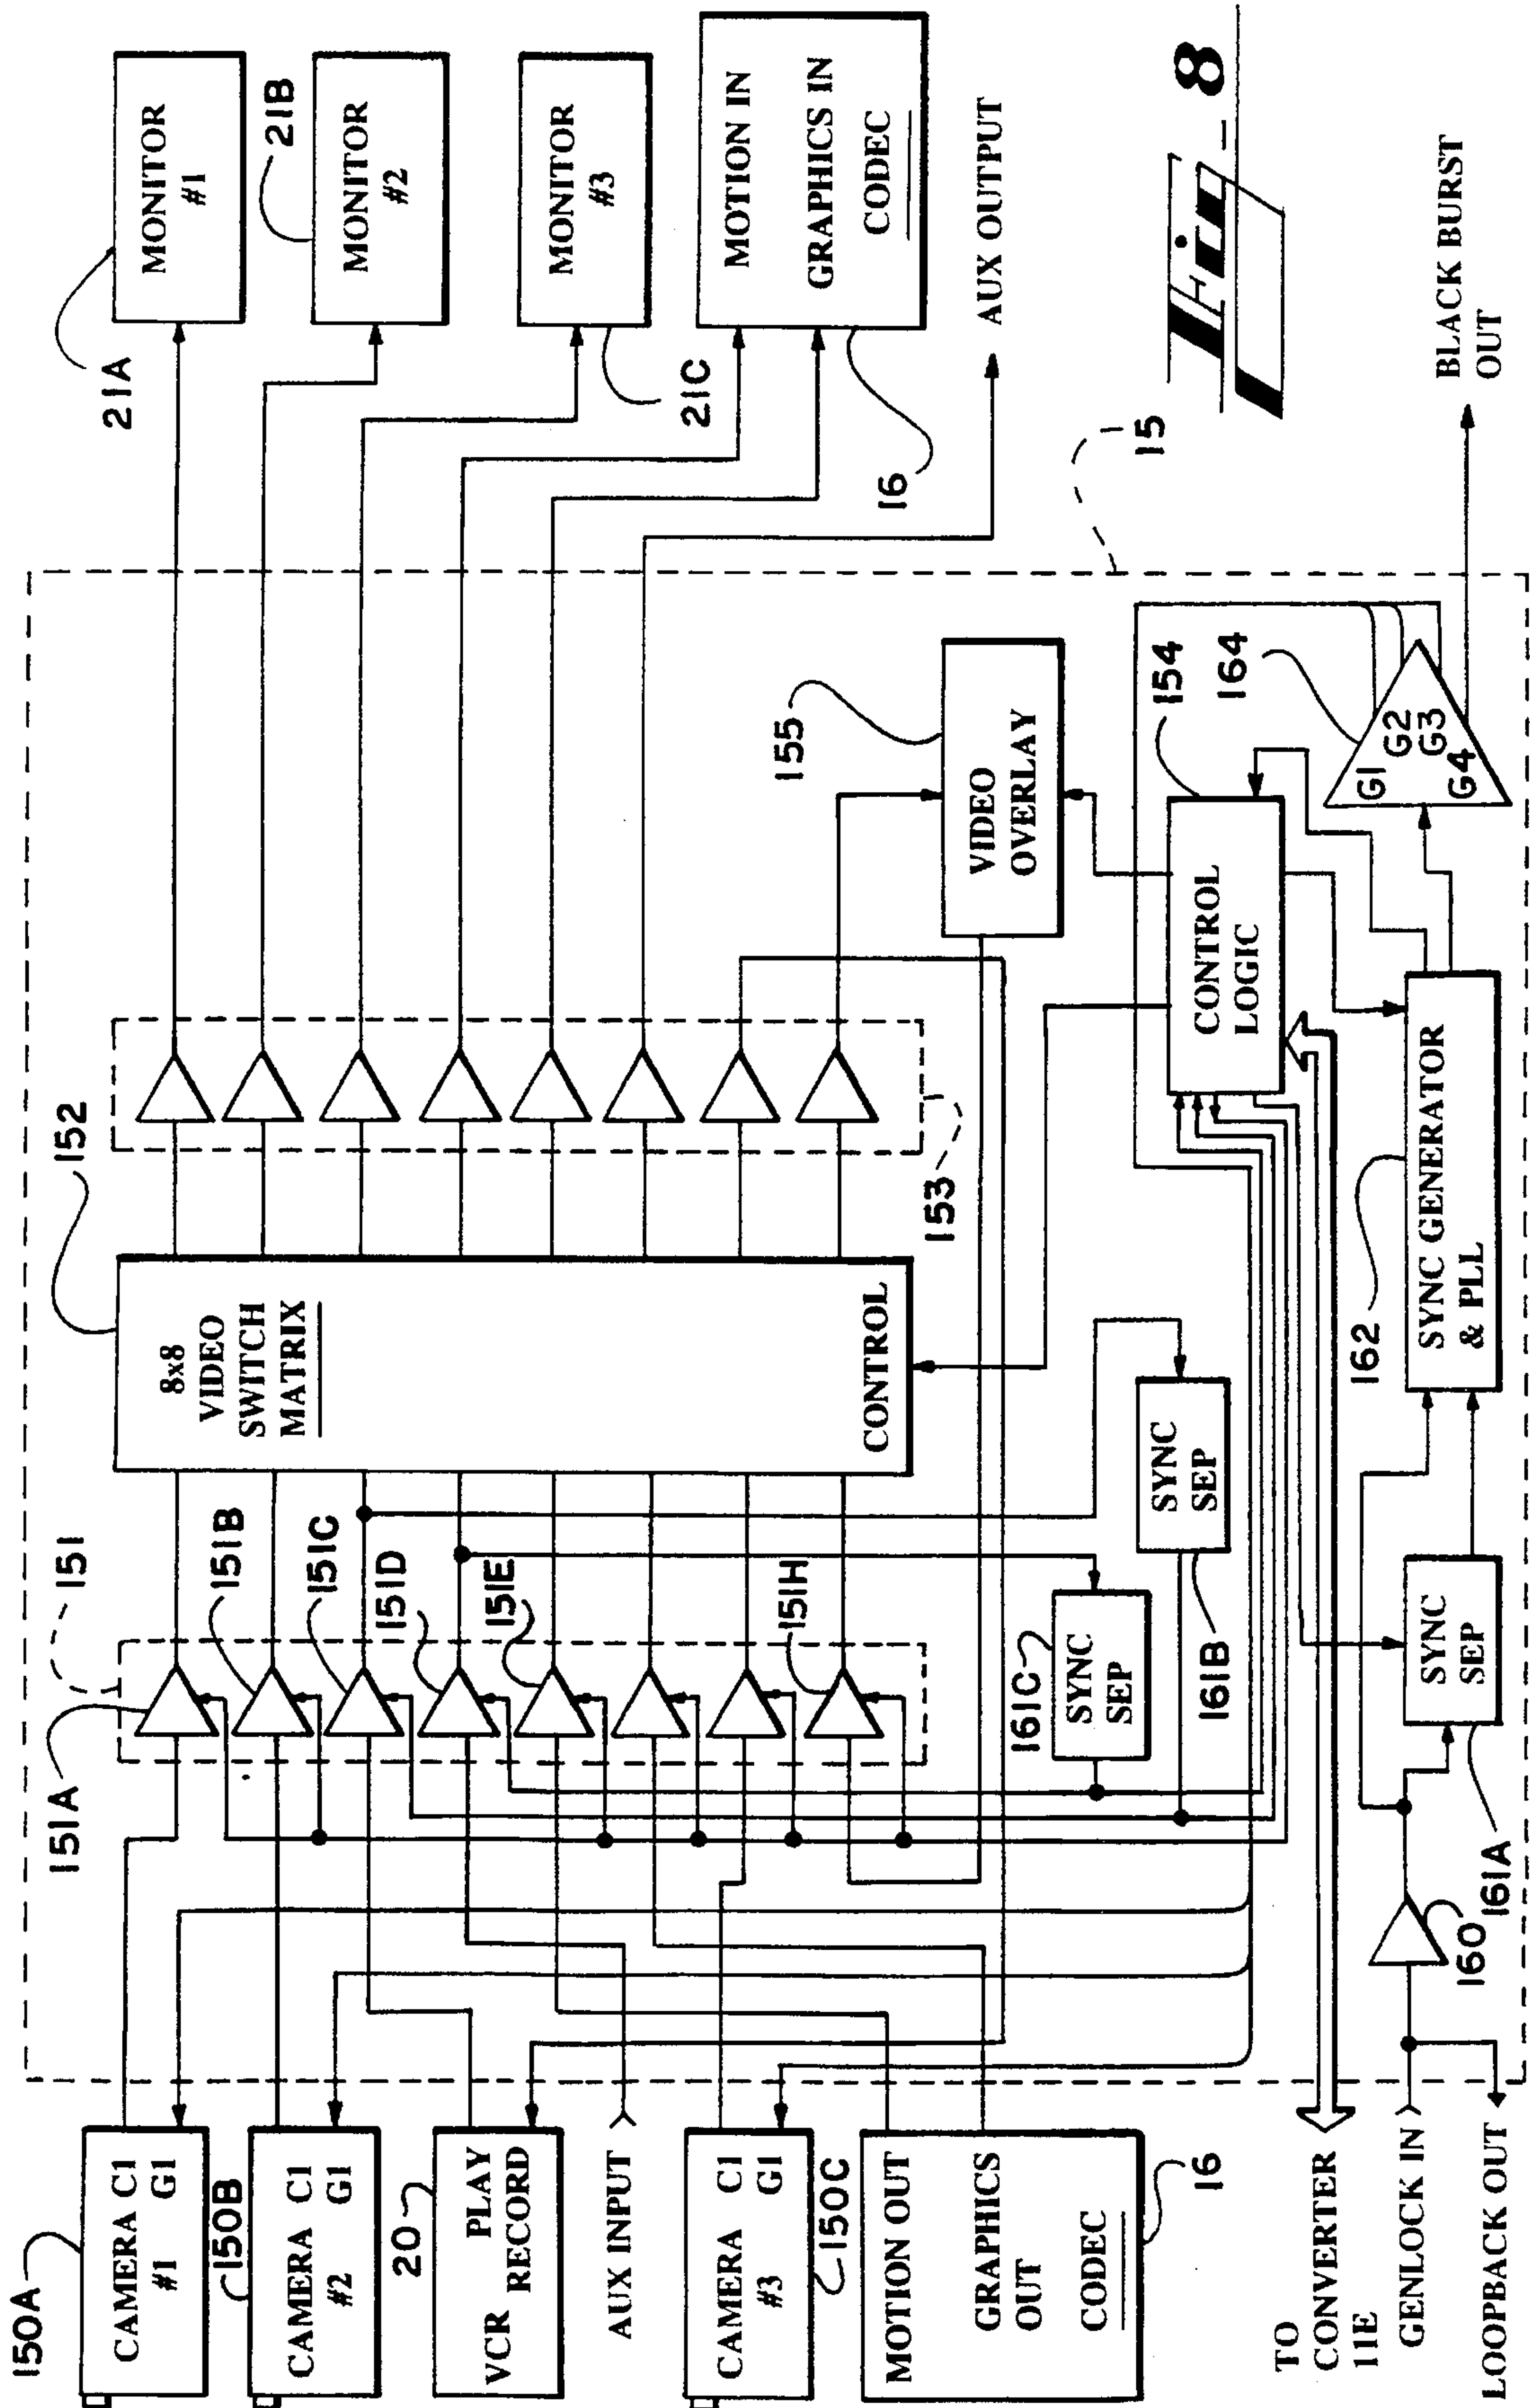 150A
CAMERA C1
#1 G1
150B
CAMERA C1
#2 G1
20
PLAY
VCR RECORD
AUX INPUT
CAMERA C1
#3 G1
150C
MOTION OUT
GRAPHICS
OUT
CODEC
16
TO
CONVERTER
11E
GENLOCK IN
LOOPBACK OUT
151A
151
151B
151C
151D
151E
151H
161C
SYNC
SEP
SYNC
SEP
161B
160
161A
SYNC
SEP
152
8x8
VIDEO
SWITCH
MATRIX
CONTROL
153
162
SYNC GENERATOR
& PLL
CONTROL
LOGIC
154
155
VIDEO
OVERLAY
164
G1
G2
G3
G4
15
21A
MONITOR
#1
21B
MONITOR
#2
MONITOR
#3
21C
MOTION IN
GRAPHICS IN
CODEC
16
AUX OUTPUT
Fig. 8
BLACK BURST
OUT